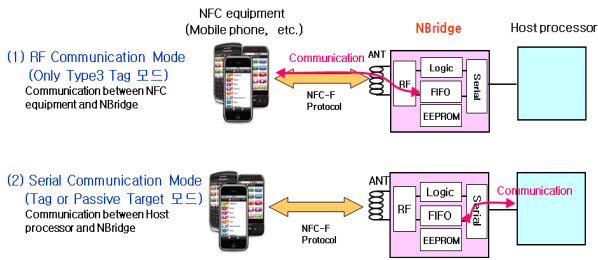 NFC equipment
(Mobile phone, etc.)
NBridge
Host processor
(1) RF Communication Mode
(Only Type3 Tag 모드)
Communication between NFC
equipment and NBridge
Communication
NFC-F
Protocol
ANT
RF
Logic
FIFO
EEPROM
Serial
(2) Serial Communication Mode
(Tag or Passive Target 모드)
Communication between Host
processor and NBridge
NFC-F
Protocol
ANT
RF
Logic
FIFO
EEPROM
Serial
Communication